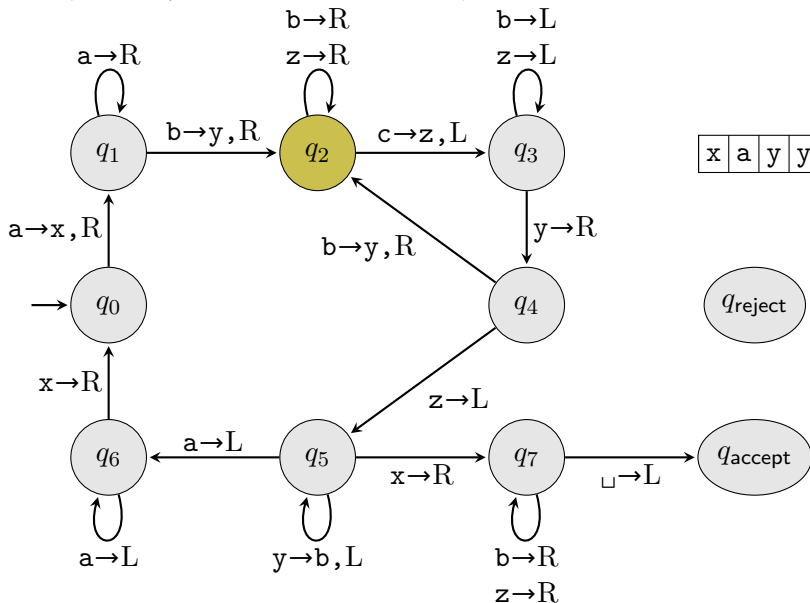 b→R
b→L
a→R
z→R
z→L
q1
b→y,R
q2
c→z,L
q3
x a y y
a→x,R
b→y,R
y→R
q0
q4
qreject
x→R
z→L
q6
a→L
q5
x→R
q7
␣→L
qaccept
a→L
y→b,L
b→R
z→R